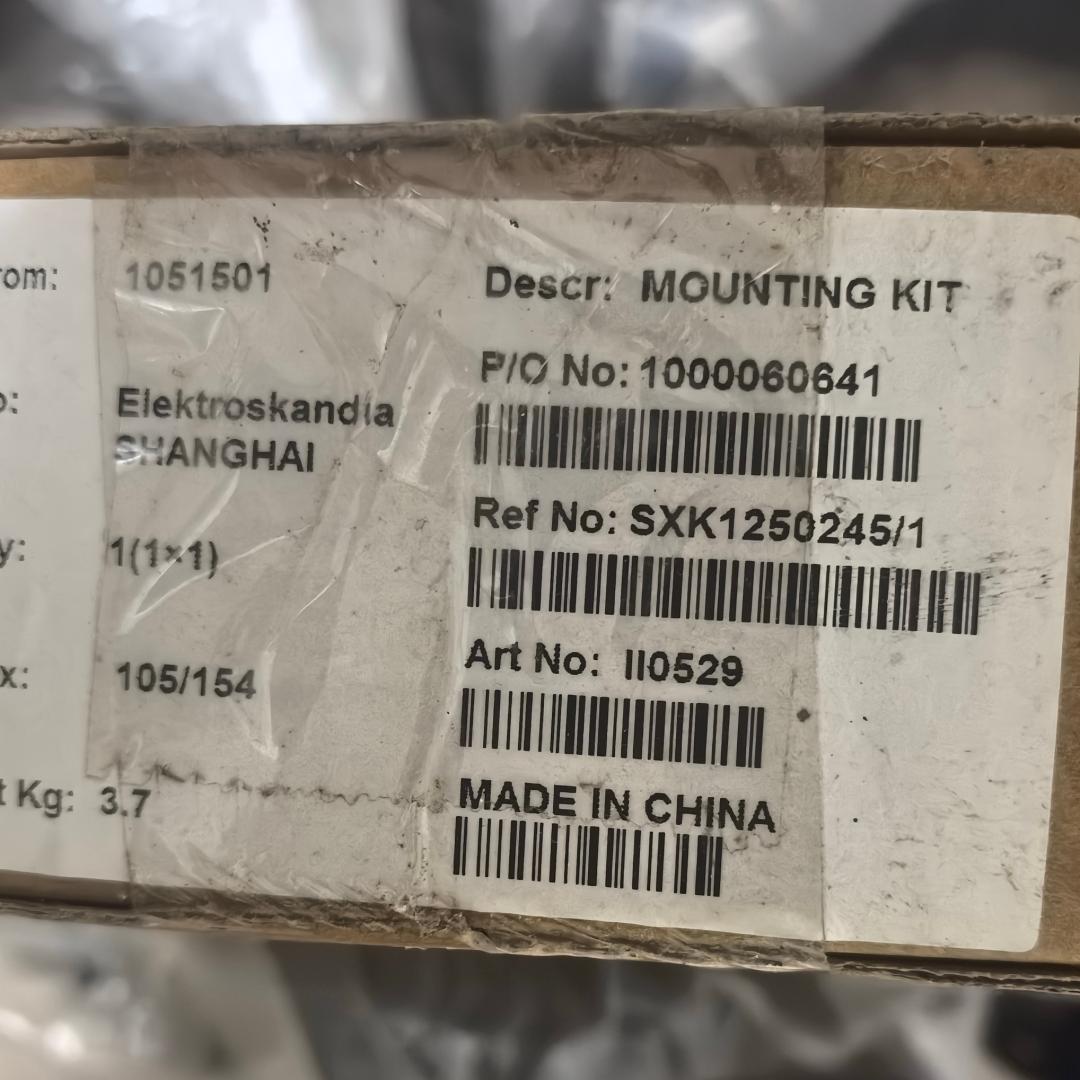 rom: 1051501
o: Elektroskandia
SHANGHAI
y: 1(1×1)
x: 105/154
t Kg: 3.7
Descr: MOUNTING KIT
P/O No: 1000060641
Ref No: SXK1250245/1
Art No: II0529
MADE IN CHINA